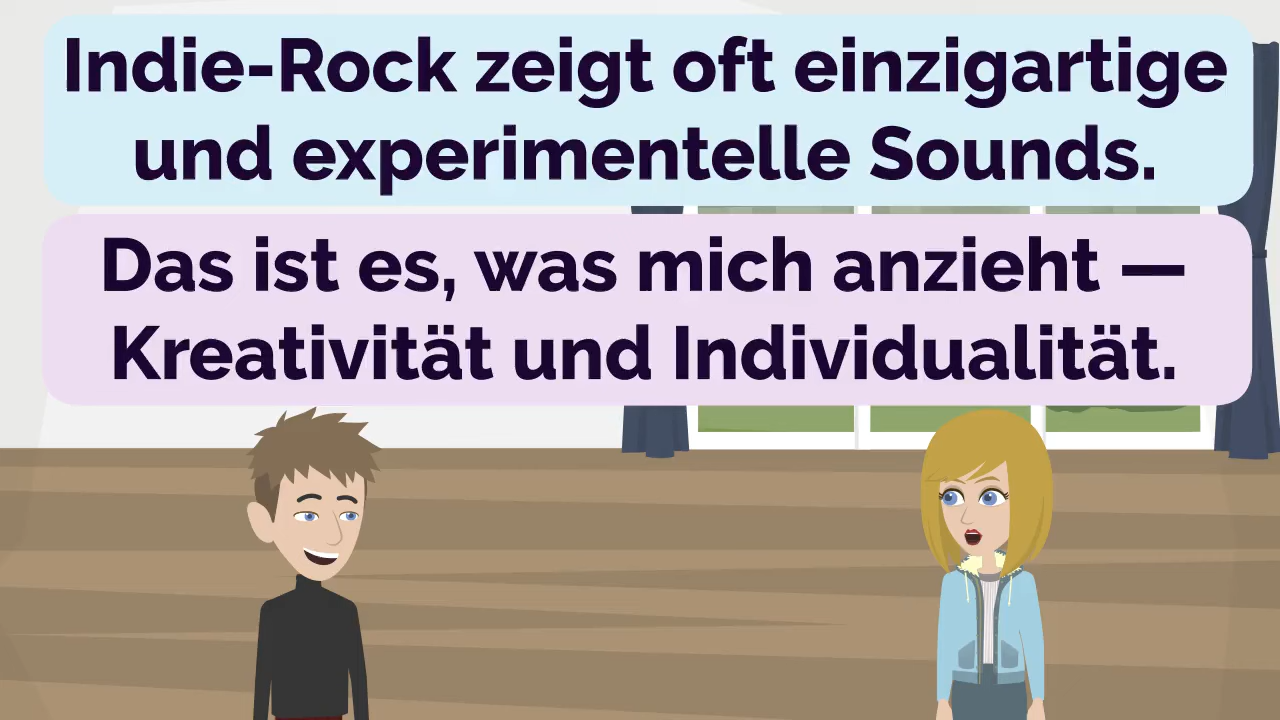 Indie-Rock zeigt oft einzigartige
und experimentelle Sounds.
Das ist es, was mich anzieht —
Kreativität und Individualität.